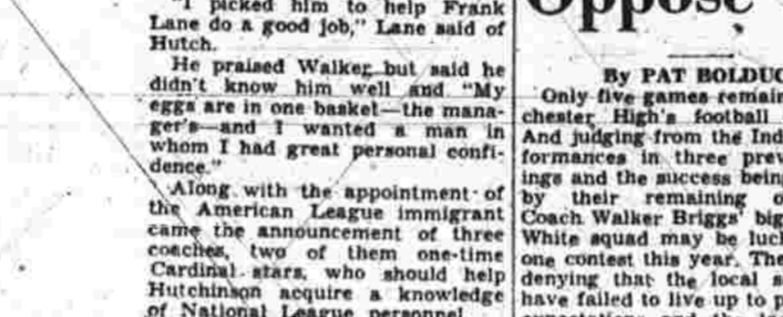 "I picked him to help Frank
Lane do a good job," Lane said of
Hutch.
He praised Walker but said he
didn't know him well and "My
eggs are in one basket—the mana-
ger's—and I wanted a man in
whom I had great personal confi-
dence."
Along with the appointment of
the American League immigrant
came the announcement of three
coaches, two of them one-time
Cardinal stars, who should help
Hutchinson acquire a knowledge
of National League personnel
Oppose
By PAT BOLDUC
Only five games remain
chester High's football
And judging from the Ind
formances in three prev
ings and the success bein
by their remaining o
Coach Walker Briggs' big
White squad may be luc
one contest this year. The
denying that the local s
have failed to live up to